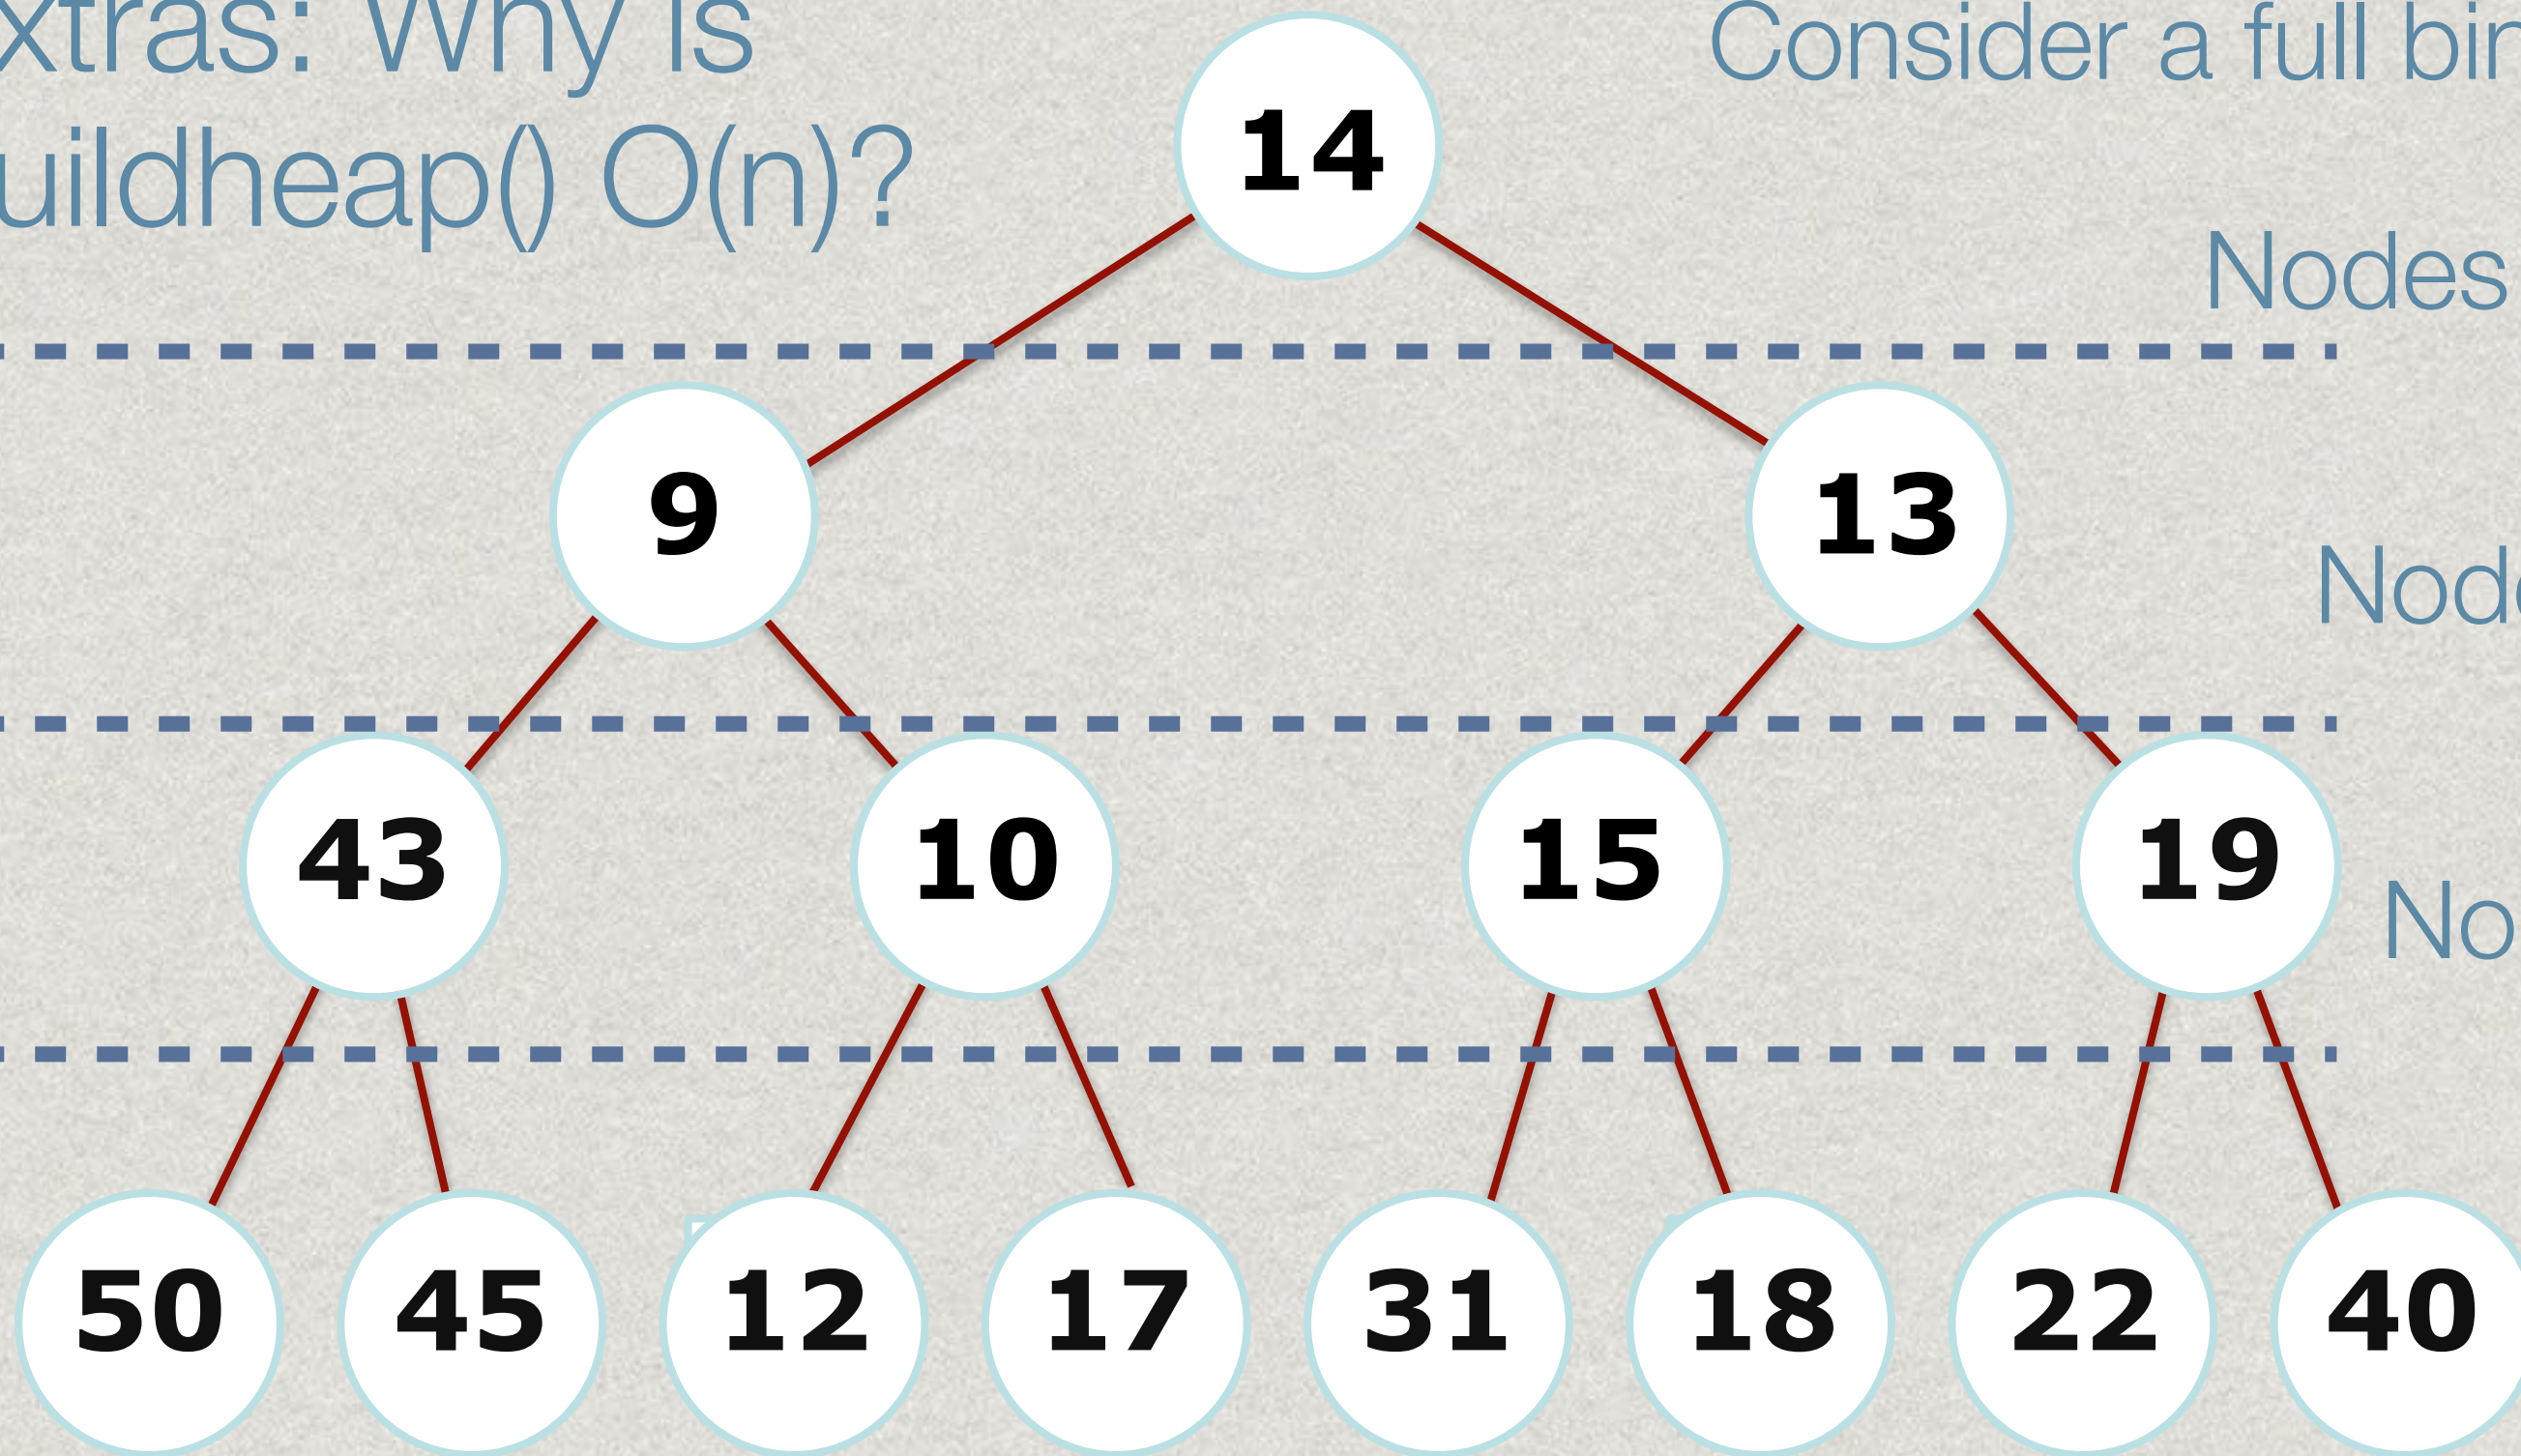 xtras: Why is
uildheap() O(n)?
Consider a full bin
Nodes
14
9
13
Node
43
10
15
19
No
50
45
12
17
31
18
22
40